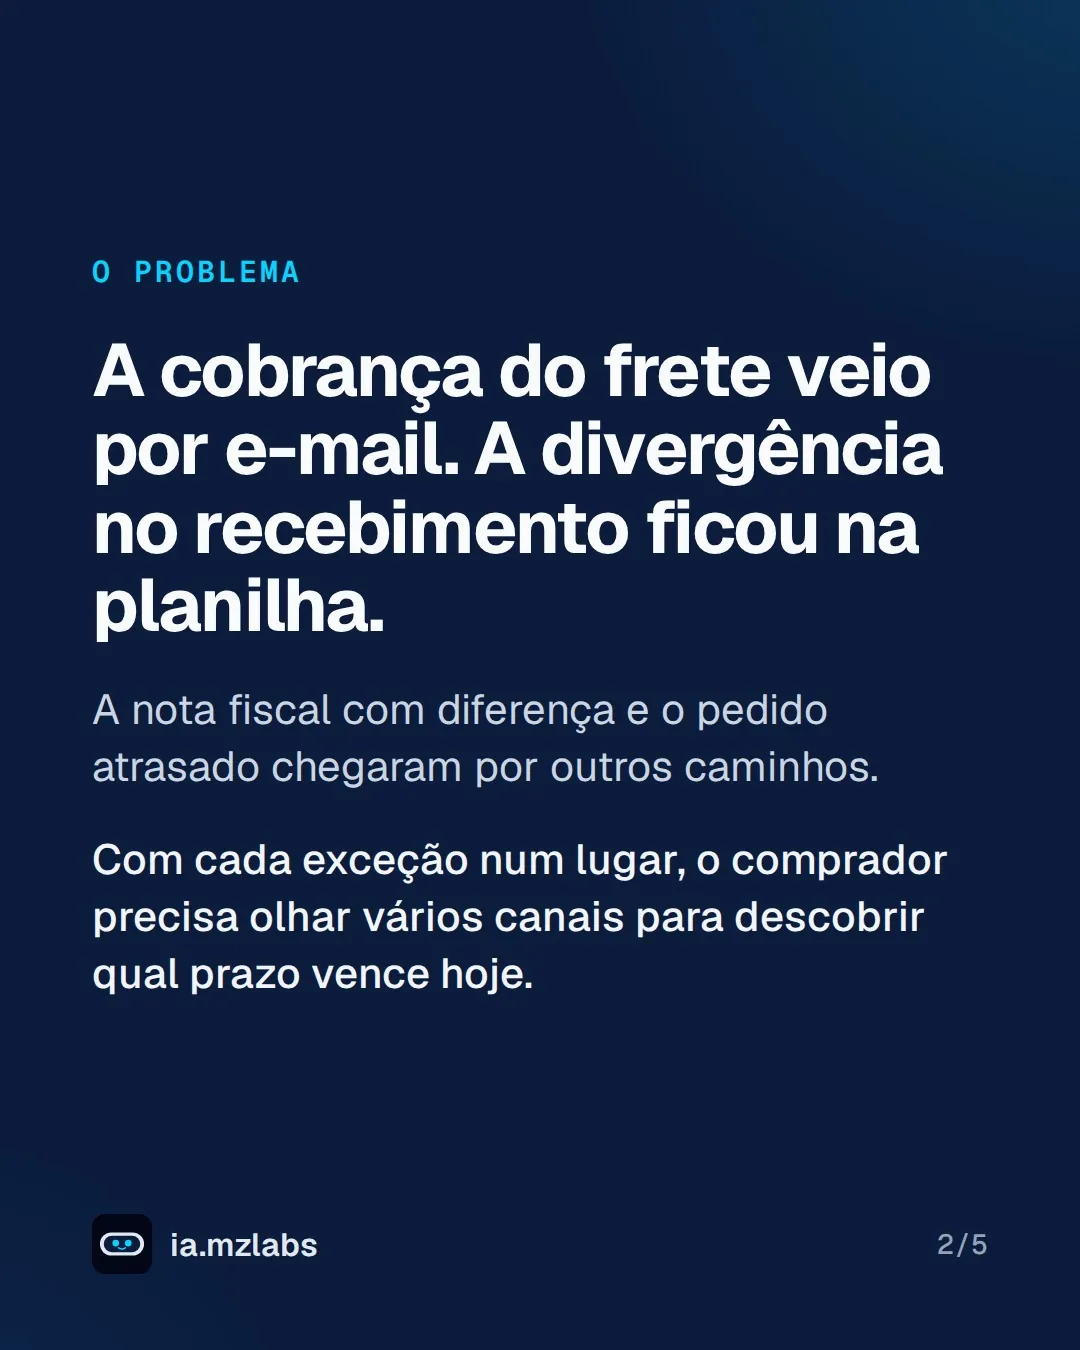 O PROBLEMA
A cobrança do frete veio
por e-mail. A divergência
no recebimento ficou na
planilha.
A nota fiscal com diferença e o pedido
atrasado chegaram por outros caminhos.
Com cada exceção num lugar, o comprador
precisa olhar vários canais para descobrir
qual prazo vence hoje.
ia.mzlabs
2/5